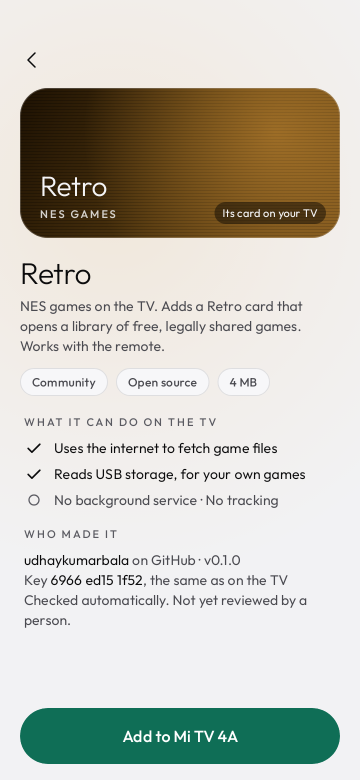 Retro
NES GAMES
Its card on your TV
Retro
NES games on the TV. Adds a Retro card that
opens a library of free, legally shared games.
Works with the remote.
Community
Open source
4 MB
WHAT IT CAN DO ON THE TV
Uses the internet to fetch game files
Reads USB storage, for your own games
No background service · No tracking
WHO MADE IT
udhaykumarbala on GitHub · v0.1.0
Key 6966 ed15 1f52, the same as on the TV
Checked automatically. Not yet reviewed by a
person.
Add to Mi TV 4A